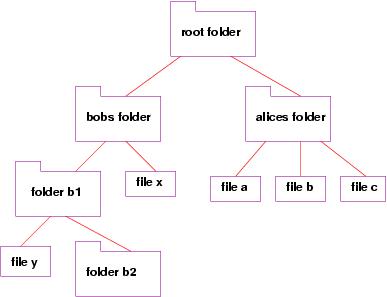 root folder
bobs folder
alices folder
folder b1
file x
file a
file b
file c
file y
folder b2